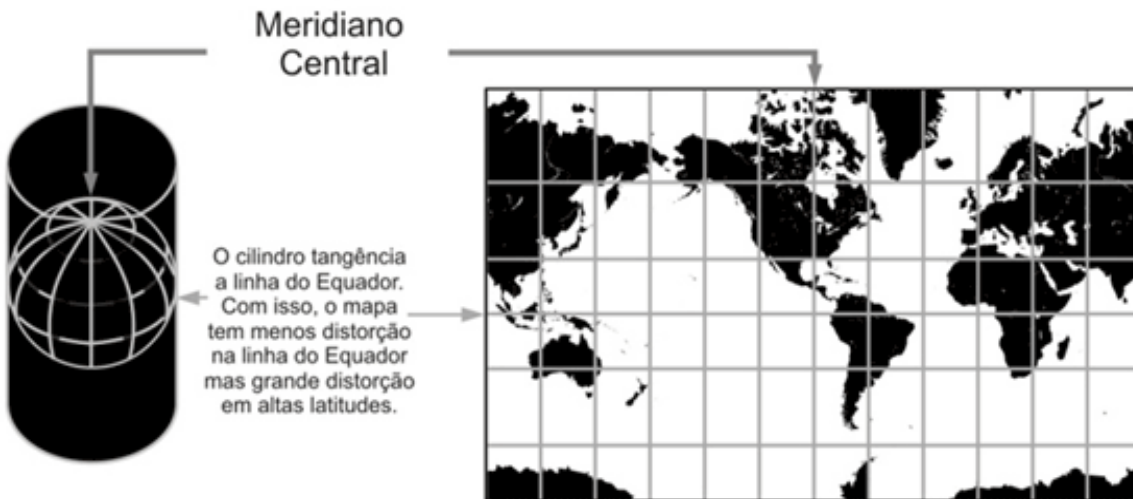 Meridiano
Central
O cilindro tangência
a linha do Equador.
Com isso, o mapa
tem menos distorção
na linha do Equador
mas grande distorção
em altas latitudes.